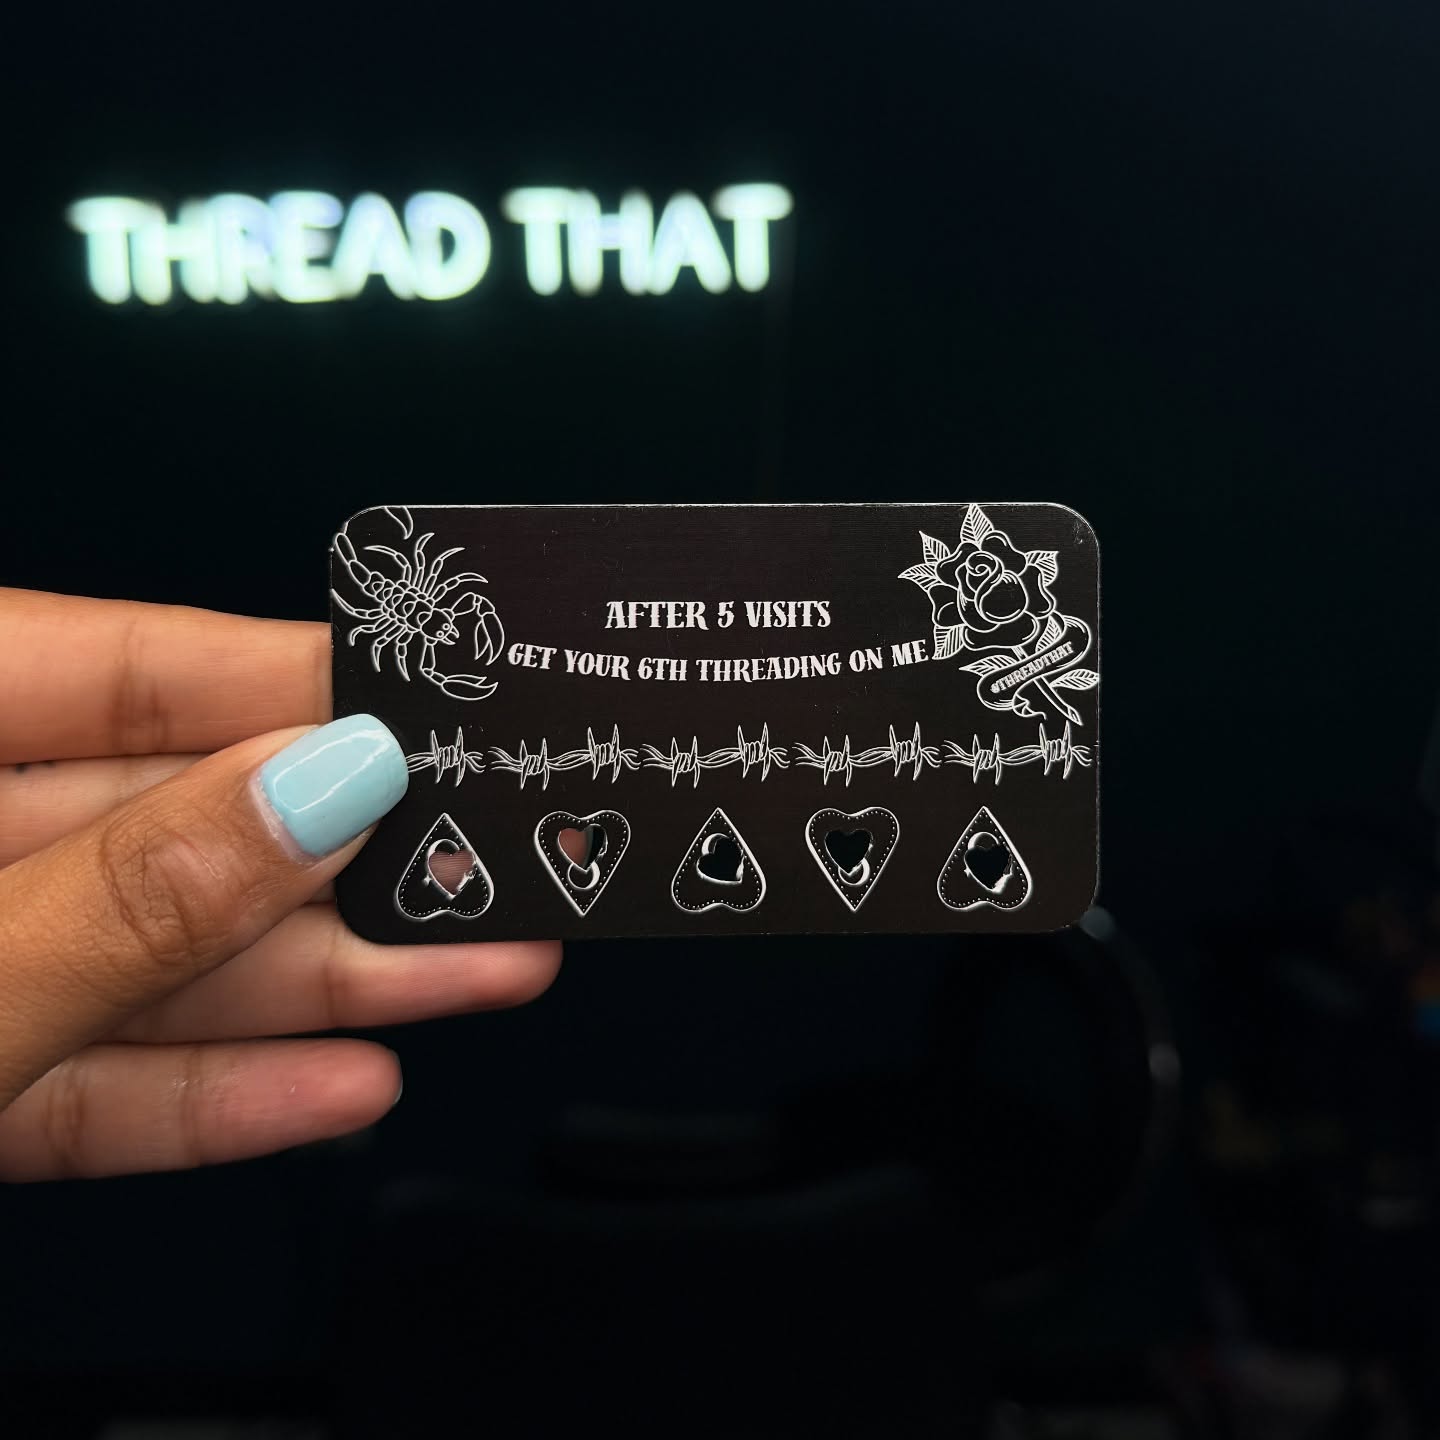 THREAD THAT
AFTER 5 VISITS
GET YOUR 6TH THREADING ON ME
@THREADTHAT